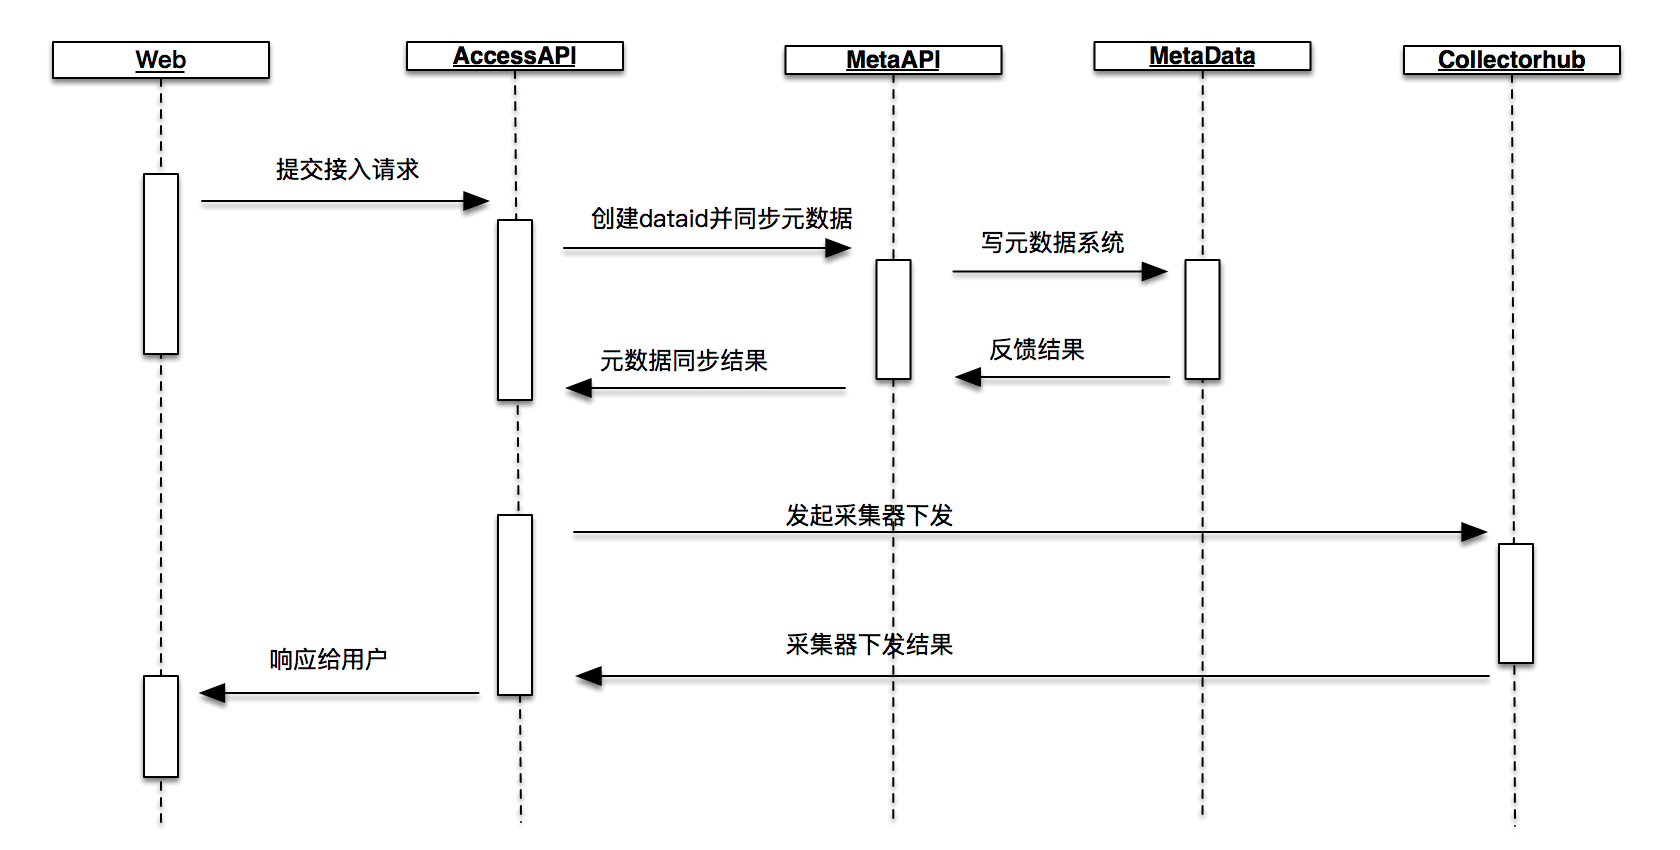 Web
AccessAPI
MetaAPI
MetaData
Collectorhub
提交接入请求
创建dataid并同步元数据
写元数据系统
反馈结果
元数据同步结果
发起采集器下发
采集器下发结果
响应给用户